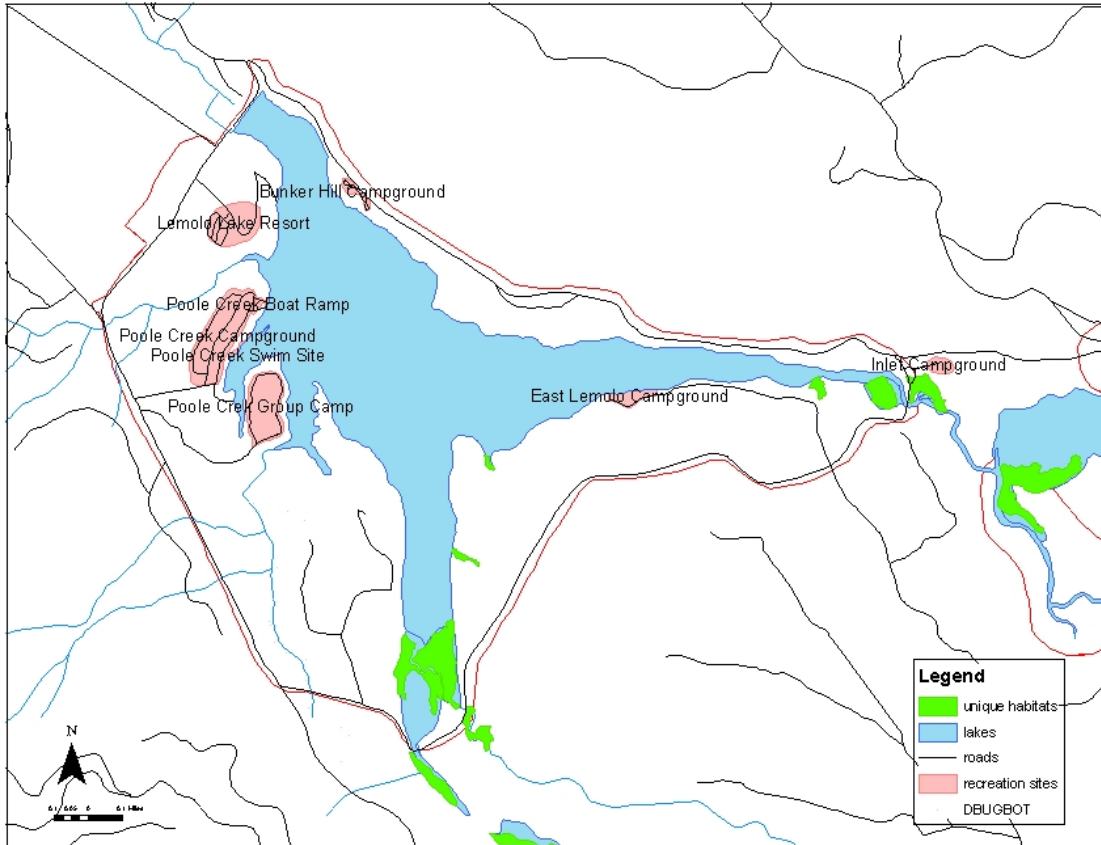 Bunker Hill Campground
Lemolo Lake Resort
Poole Creek Boat Ramp
Poole Creek Campground
Poole Creek Swim Site
Inlet Campground
East Lemolo Campground
Poole Crek Group Camp
Legend
unique habitats
lakes
roads
recreation sites
DBUGBOT
N